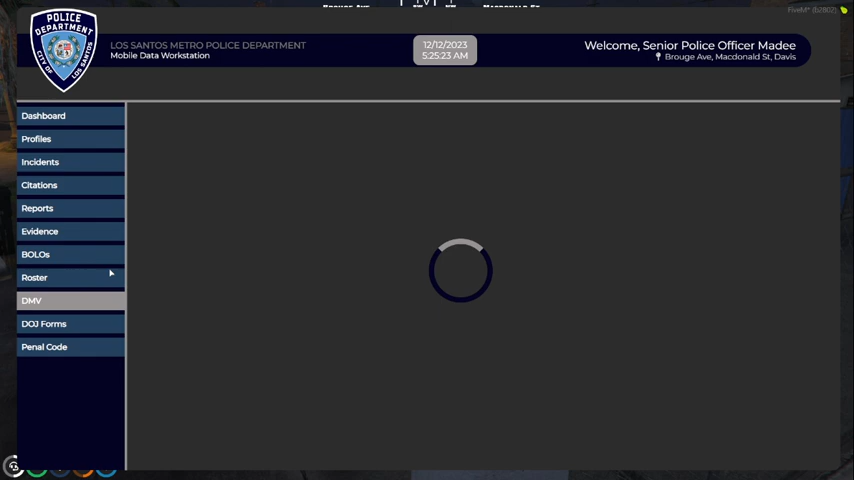 FiveM* (b2802)
POLICE
DEPARTMENT
CITY OF
LOS SANTOS
LOS SANTOS METRO POLICE DEPARTMENT
Mobile Data Workstation
12/12/2023
5:25:23 AM
Welcome, Senior Police Officer Madee
Brouge Ave, Macdonald St, Davis
Dashboard
Profiles
Incidents
Citations
Reports
Evidence
BOLOs
Roster
DMV
DOJ Forms
Penal Code